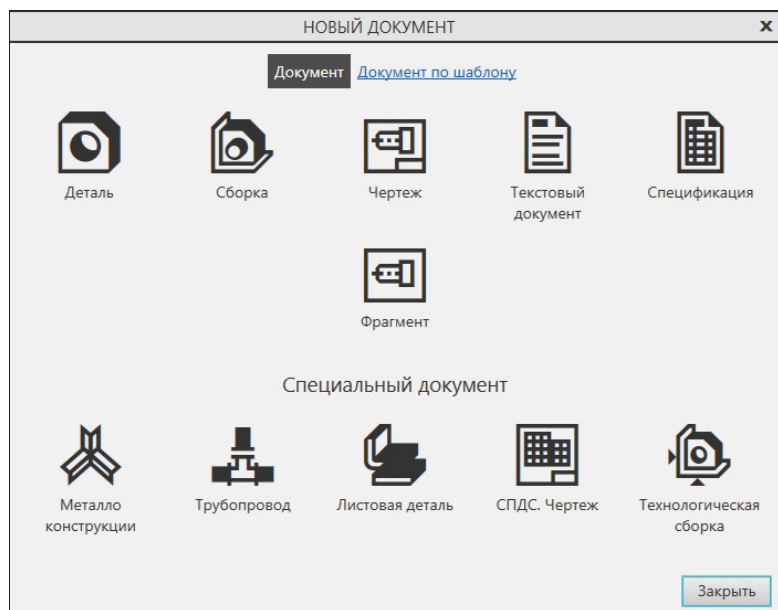 НОВЫЙ ДОКУМЕНТ x
Документ Документ по шаблону
Деталь Сборка Чертеж Текстовый документ Спецификация
Фрагмент
Специальный документ
Металло конструкции Трубопровод Листовая деталь СПДС. Чертеж Технологическая сборка
Закрыть